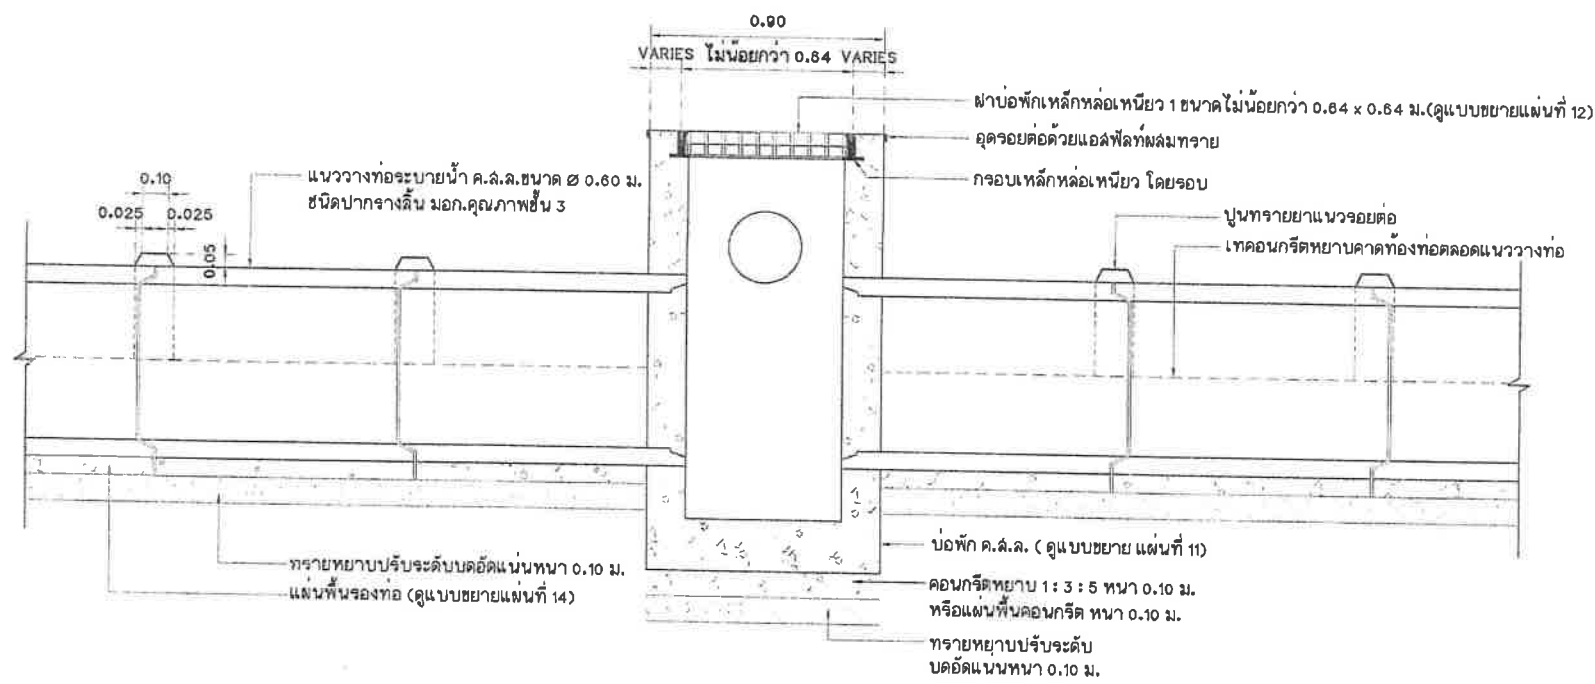 0.90
VARIES ไม่น้อยกว่า 0.64 VARIES
ฝาบ่อพักเหล็กหล่อเหนียว 1 ขนาดไม่น้อยกว่า 0.64 x 0.64 ม.(ดูแบบขยายแผ่นที่ 12)
อุดรอยต่อด้วยแอสฟัลท์ผสมทราย
กรอบเหล็กหล่อเหนียว โดยรอบ
0.10
แนววางท่อระบายน้ำ ค.ส.ล.ขนาด Ø 0.60 ม.
ชนิดปากรางลิ้น มอก.คุณภาพชั้น 3
0.025 0.025
0.05
ปูนทรายยาแนวรอยต่อ
เทคอนกรีตหยาบคาดท้องท่อตลอดแนววางท่อ
บ่อพัก ค.ส.ล. ( ดูแบบขยาย แผ่นที่ 11)
ทรายหยาบปรับระดับบดอัดแน่นหนา 0.10 ม.
แผ่นพื้นรองท่อ (ดูแบบขยายแผ่นที่ 14)
คอนกรีตหยาบ 1 : 3 : 5 หนา 0.10 ม.
หรือแผ่นพื้นคอนกรีต หนา 0.10 ม.
ทรายหยาบปรับระดับ
บดอัดแน่นหนา 0.10 ม.